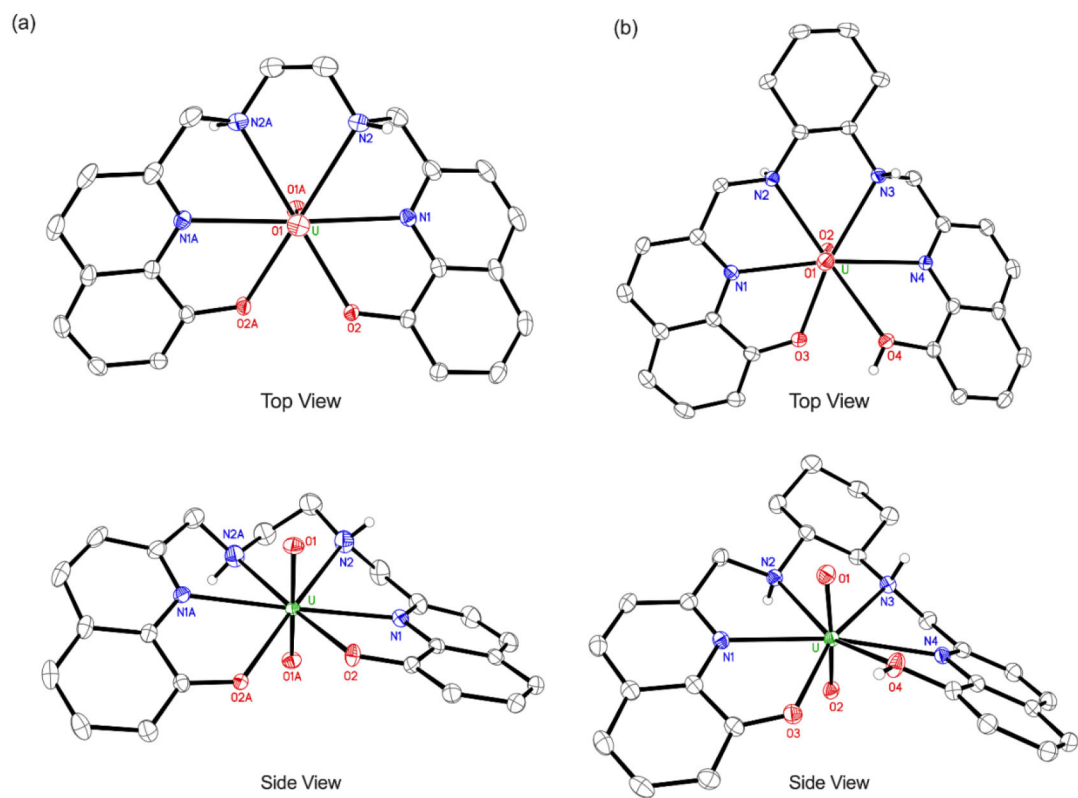 (a)
(b)
N2A
N2
O1A
N1A
O1
U
N1
O2A
O2
Top View
N2
N3
O2
O1
U
N1
N4
O3
O4
Top View
N2A
O1
N2
N1A
U
N1
O1A
O2
O2A
Side View
N2
O1
N3
N1
U
N4
O4
O2
O3
Side View